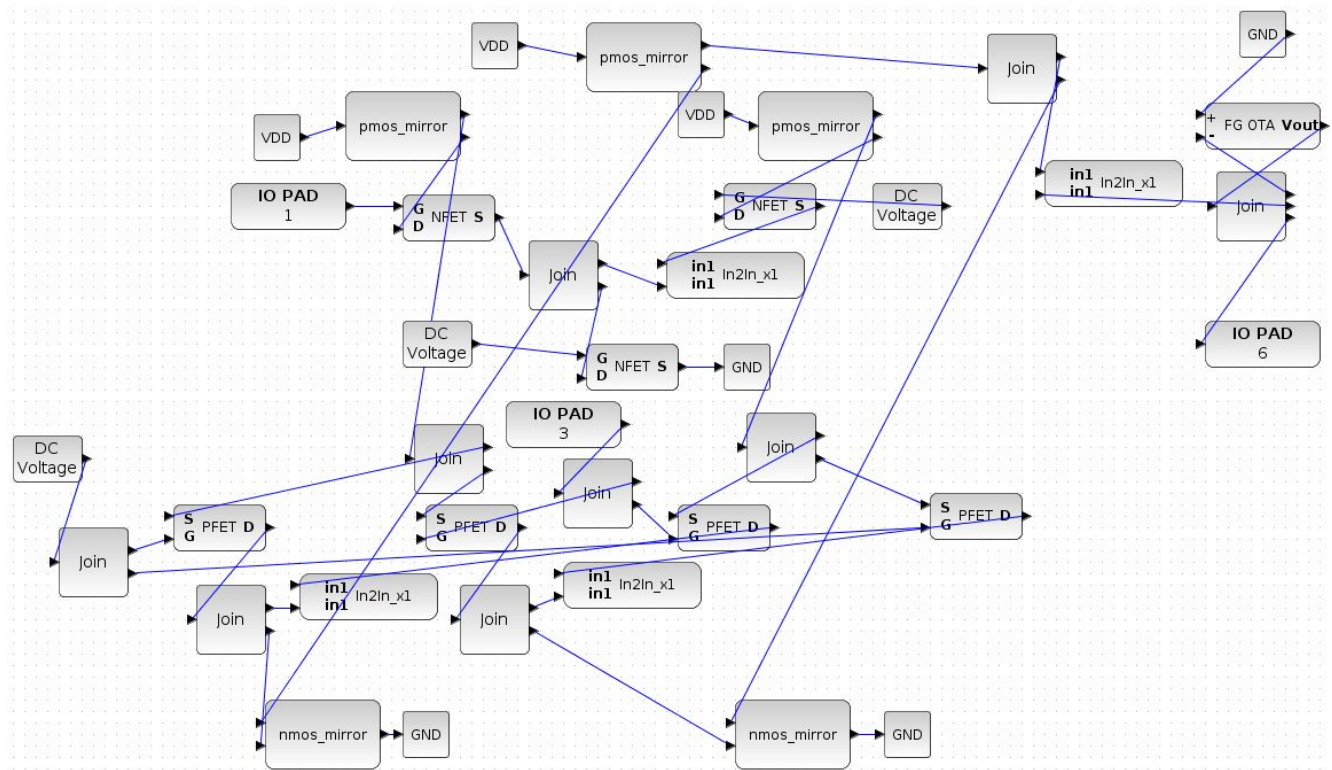 VDD
pmos_mirror
Join
GND
VDD
pmos_mirror
VDD
pmos_mirror
+ FG OTA Vout
-
IO PAD
1
G
D
NFET S
G
D
NFET S
DC
Voltage
in1
in1
In2In_x1
Join
Join
in1
in1
In2In_x1
DC
Voltage
G
D
NFET S
GND
IO PAD
6
DC
Voltage
Join
IO PAD
3
Join
Join
S
G
PFET D
S
G
PFET D
S
G
PFET D
S
G
PFET D
Join
Join
in1
in1
In2In_x1
Join
in1
in1
In2In_x1
nmos_mirror
GND
nmos_mirror
GND